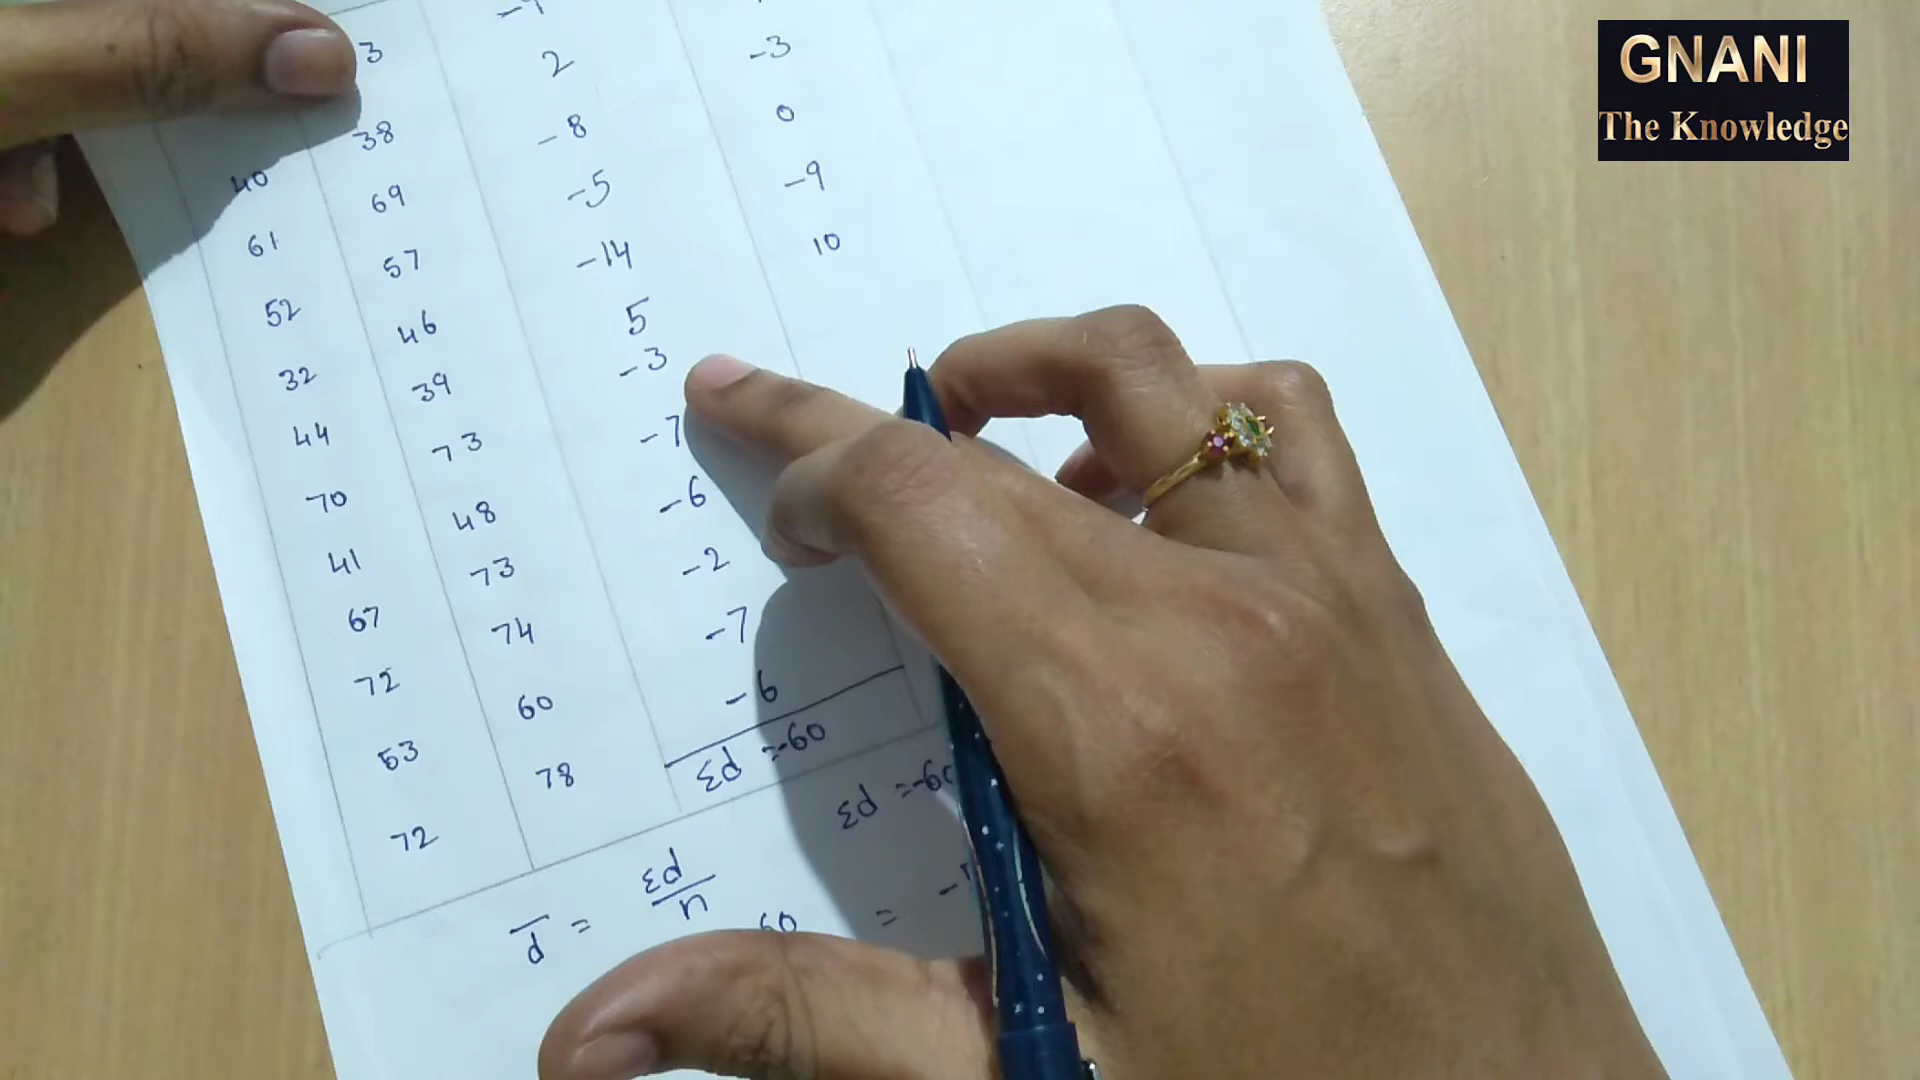 GNANI
The Knowledge
3 2 -3
38 -8 0
40 69 -5 -9
61 57 -14 10
52 46 5
32 39 -3
44 73 -7
70 48 -6
41 73 -2
67 74 -7
72 60 -6
53 78 Σd = -60
72 Σd = -60
d̄ = Σd / n
60 = -